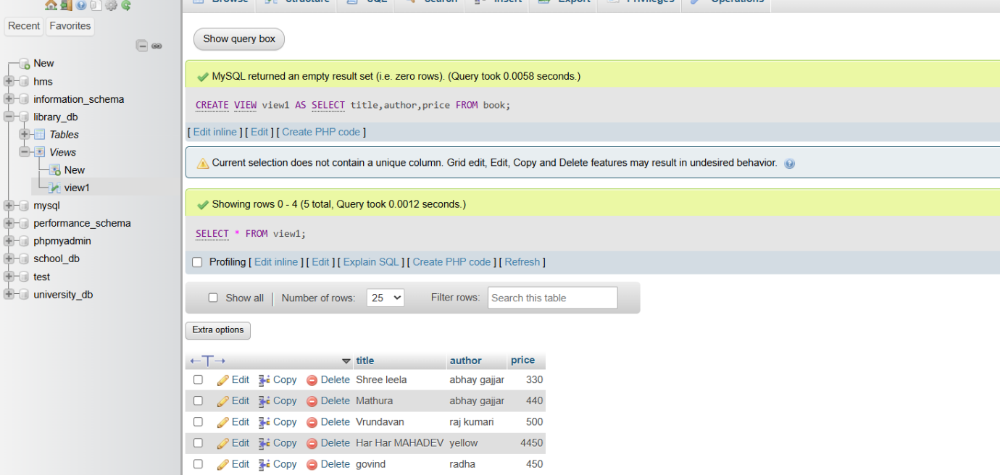 Browse Structure SQL Search Insert Export Privileges Operations
Recent Favorites
Show query box
New
hms
information_schema
library_db
Tables
Views
New
view1
mysql
performance_schema
phpmyadmin
school_db
test
university_db
MySQL returned an empty result set (i.e. zero rows). (Query took 0.0058 seconds.)
CREATE VIEW view1 AS SELECT title,author,price FROM book;
[ Edit inline ] [ Edit ] [ Create PHP code ]
Current selection does not contain a unique column. Grid edit, Edit, Copy and Delete features may result in undesired behavior.
Showing rows 0 - 4 (5 total, Query took 0.0012 seconds.)
SELECT * FROM view1;
Profiling [ Edit inline ] [ Edit ] [ Explain SQL ] [ Create PHP code ] [ Refresh ]
Show all | Number of rows: 25 Filter rows: Search this table
Extra options
←T→ title author price
Edit Copy Delete Shree leela abhay gajjar 330
Edit Copy Delete Mathura abhay gajjar 440
Edit Copy Delete Vrundavan raj kumari 500
Edit Copy Delete Har Har MAHADEV yellow 4450
Edit Copy Delete govind radha 450